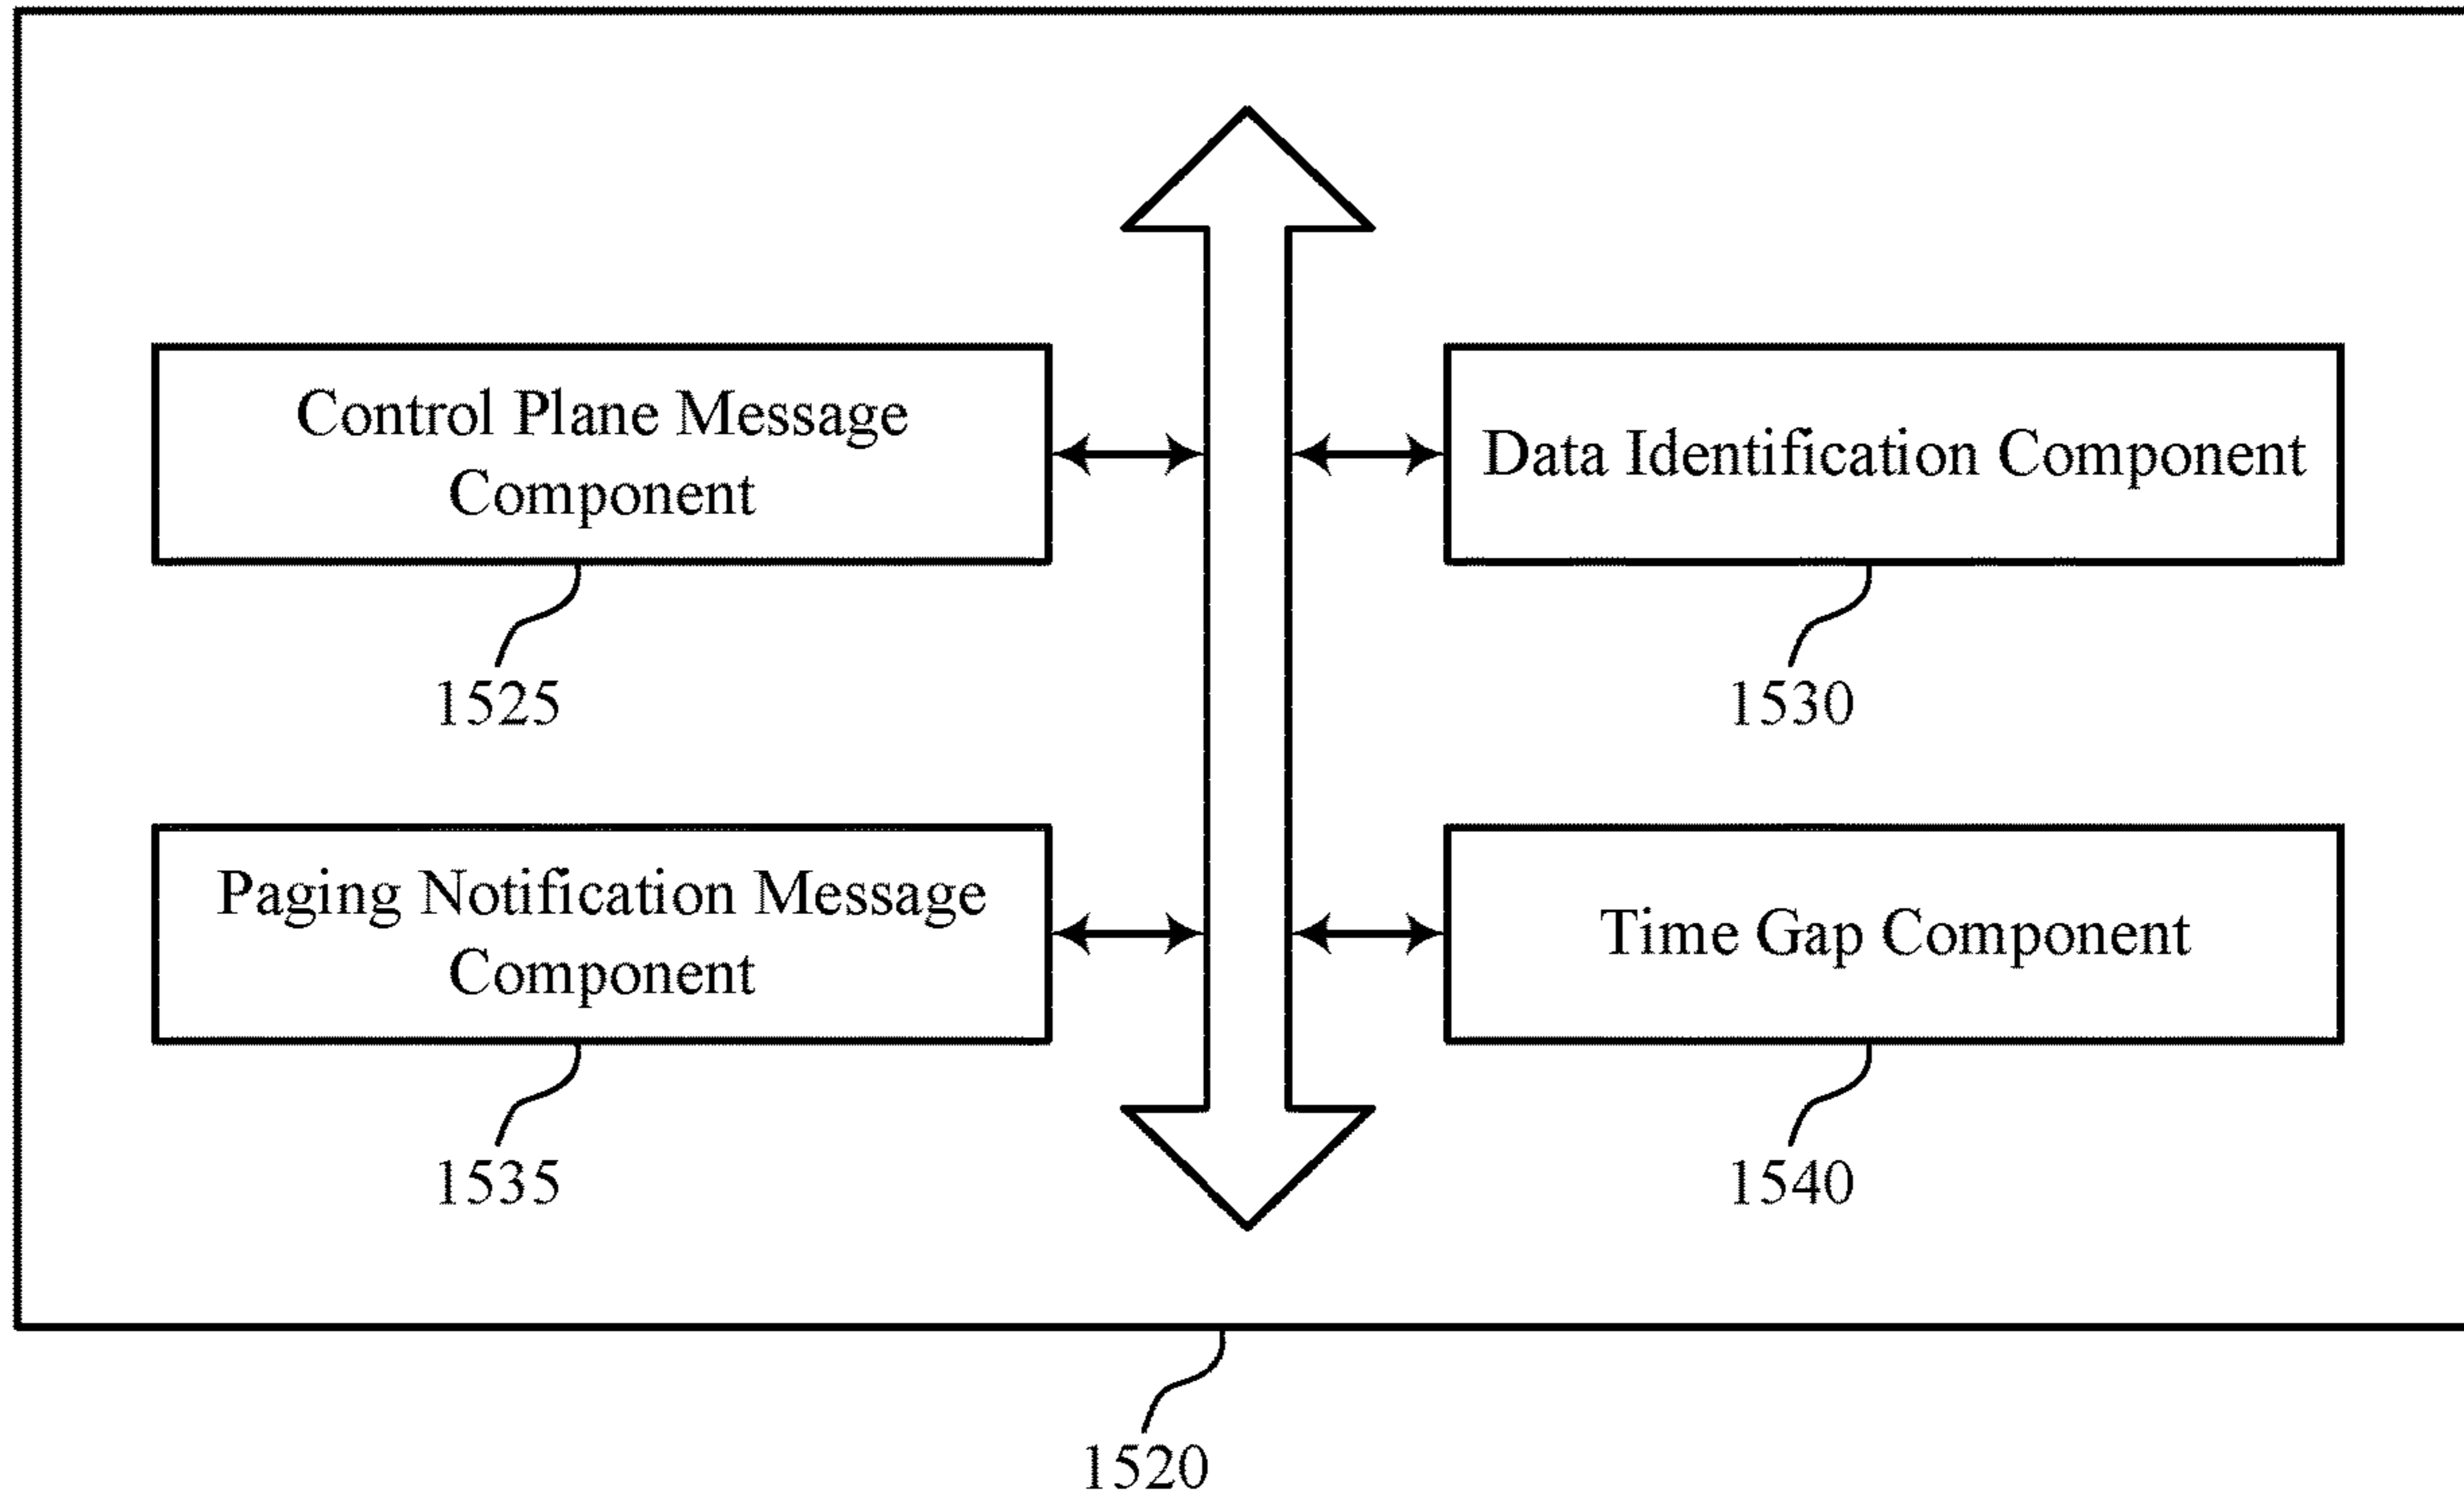 Control Plane Message
Component
1525
Data Identification Component
1530
Paging Notification Message
Component
1535
Time Gap Component
1540
1520